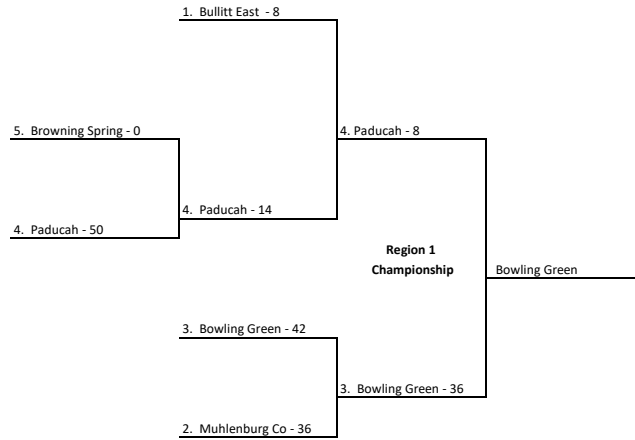 1. Bullitt East - 8
5. Browning Spring - 0
4. Paducah - 8
4. Paducah - 14
4. Paducah - 50
Region 1
Championship
Bowling Green
3. Bowling Green - 42
3. Bowling Green - 36
2. Muhlenburg Co - 36